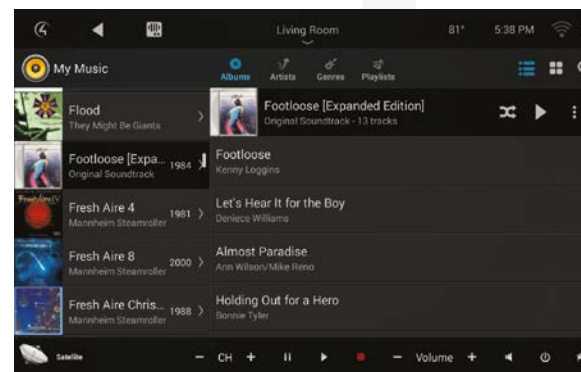 Living Room
81°
5:38 PM
My Music
Albums
Artists
Genres
Playlists
Flood
They Might Be Giants
Footloose [Expa... 1984
Original Soundtrack
Fresh Aire 4 1981
Mannheim Steamroller
Fresh Aire 8 2000
Mannheim Steamroller
Fresh Aire Chris... 1988
Mannheim Steamroller
Footloose [Expanded Edition]
Original Soundtrack - 13 tracks
Footloose
Kenny Loggins
Let's Hear It for the Boy
Deniece Williams
Almost Paradise
Ann Wilson/Mike Reno
Holding Out for a Hero
Bonnie Tyler
Satellite
- CH +
- Volume +